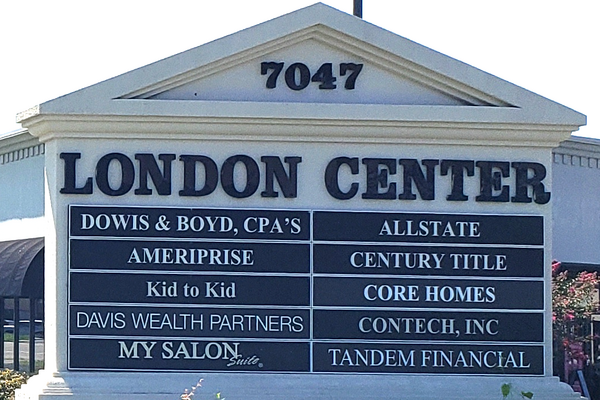 7047
LONDON CENTER
DOWIS & BOYD, CPA'S
ALLSTATE
AMERIPRISE
CENTURY TITLE
Kid to Kid
CORE HOMES
DAVIS WEALTH PARTNERS
CONTECH, INC
MY SALON Suite®
TANDEM FINANCIAL